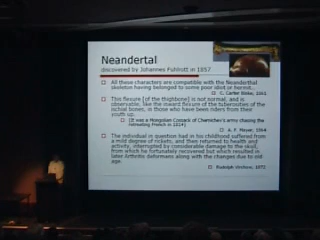 Neandertal
discovered by Johannes Fuhlrott in 1857
All these characters are compatible with the Neanderthal
skeleton having belonged to some poor idiot or hermit..
C. Carter Blake, 1861
This fixure [of the thighbone] is not normal, and is
observable, like the inward flexure of the tuberosities of the
ischial bones, in those who have been riders from their
youth up.
(It was a Mongolian Cossack of Chernichev's army chasing the
retreating French in 1814)
A. F. Mayer, 1864
The individual in question had in his childhood suffered from
a mild degree of rickets, and then returned to health and
activity, interrupted by considerable damage to the skull,
from which he fortunately recovered but which resulted in
later Arthritis deformans along with the changes due to old
age.
Rudolph Virchow, 1872